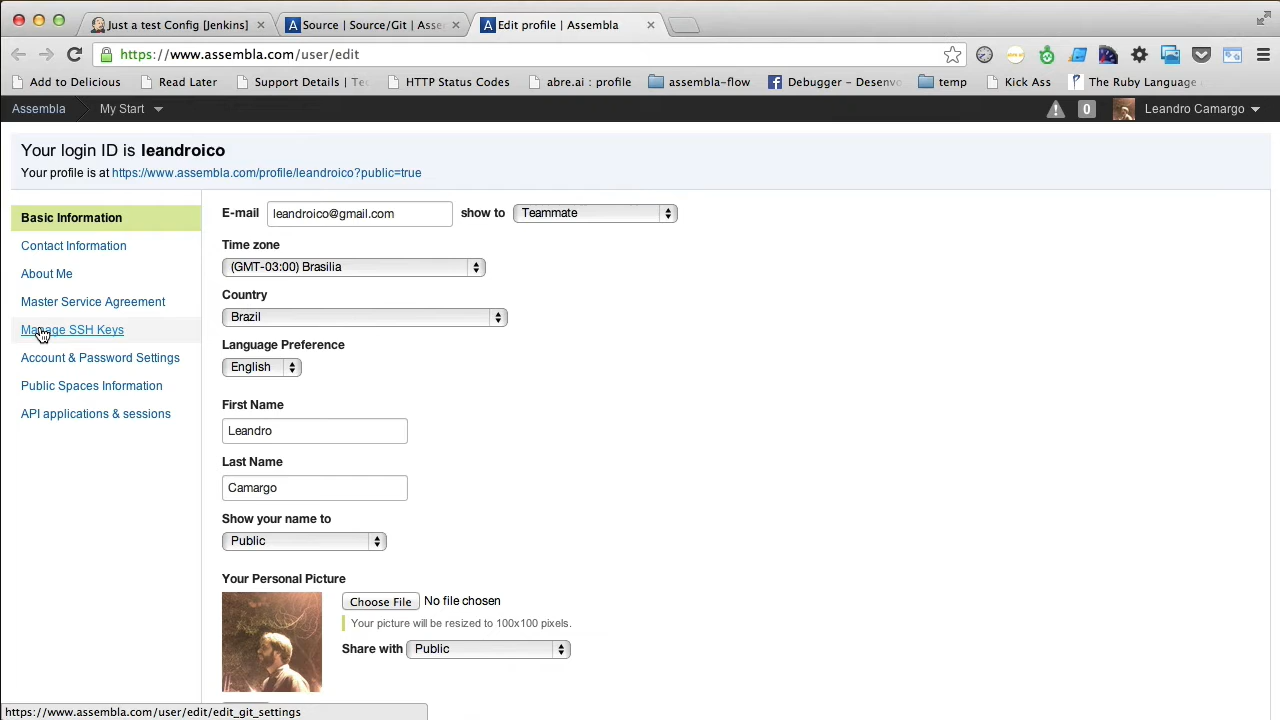 Just a test Config [Jenkins]
Source | Source/Git | Asse
Edit profile | Assembla
https://www.assembla.com/user/edit
Add to Delicious
Read Later
Support Details | Te
HTTP Status Codes
abre.ai : profile
assembla-flow
Debugger - Desenvo
temp
Kick Ass
The Ruby Language
Assembla
My Start
0
Leandro Camargo
Your login ID is leandroico
Your profile is at https://www.assembla.com/profile/leandroico?public=true
Basic Information
Contact Information
About Me
Master Service Agreement
Manage SSH Keys
Account & Password Settings
Public Spaces Information
API applications & sessions
E-mail leandroico@gmail.com show to Teammate
Time zone
(GMT-03:00) Brasilia
Country
Brazil
Language Preference
English
First Name
Leandro
Last Name
Camargo
Show your name to
Public
Your Personal Picture
Choose File No file chosen
Your picture will be resized to 100x100 pixels.
Share with Public
https://www.assembla.com/user/edit/edit_git_settings